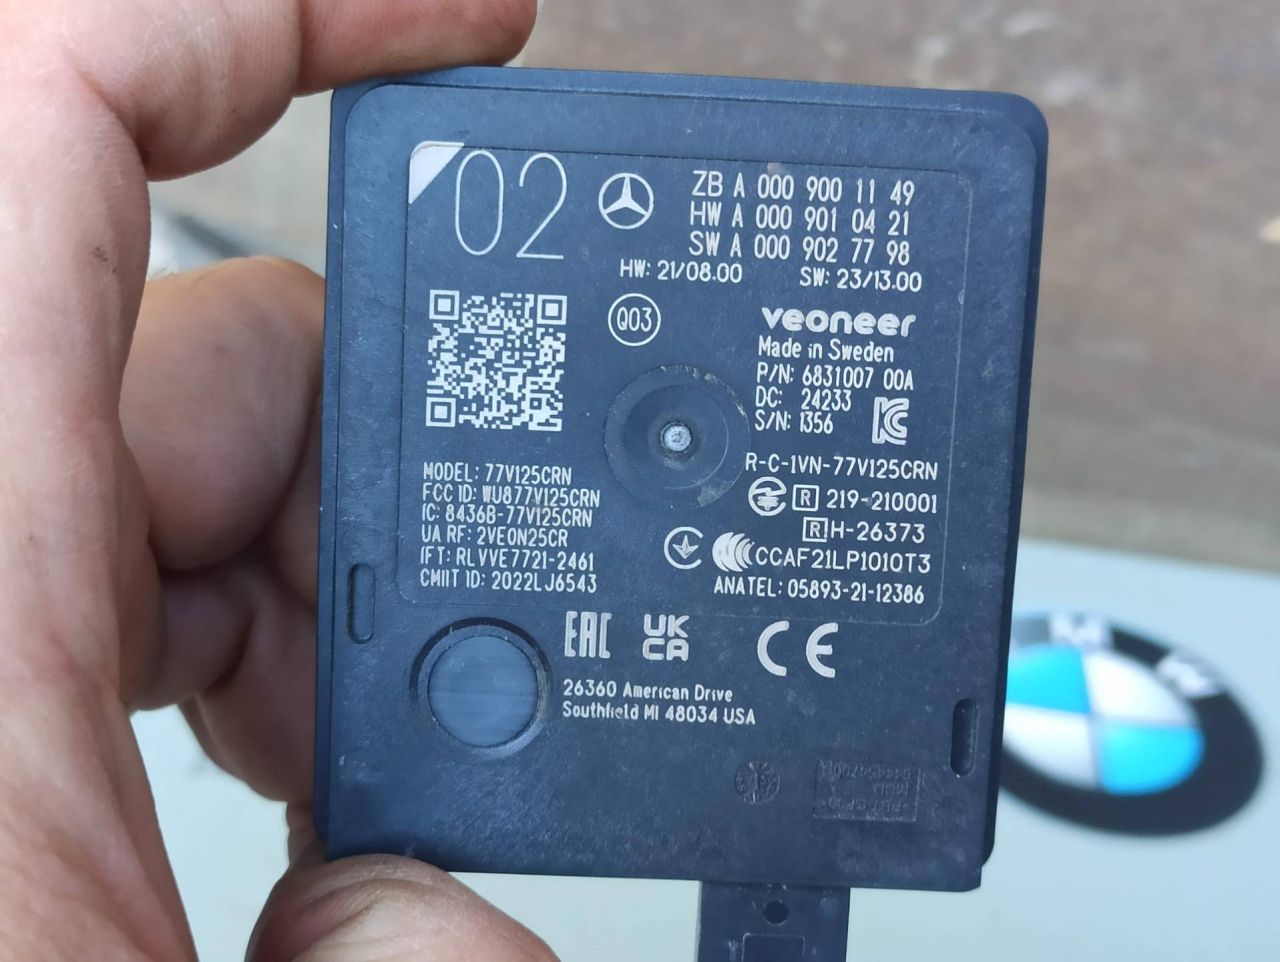 02
ZB A 000 900 11 49
HW A 000 901 04 21
SW A 000 902 77 98
HW: 21/08.00 SW: 23/13.00
Q03
veoneer
Made in Sweden
P/N: 6831007 00A
DC: 24233
S/N: 1356
MODEL: 77V125CRN
FCC ID: WU877V125CRN
IC: 8436B-77V125CRN
UA RF: 2VEON25CR
IFT: RLVVE7721-2461
CMIIT ID: 2022LJ6543
R-C-1VN-77V125CRN
R 219-210001
R H-26373
CCAF21LP1010T3
ANATEL: 05893-21-12386
EAC
UK
CA
CE
26360 American Drive
Southfield MI 48034 USA
BMW